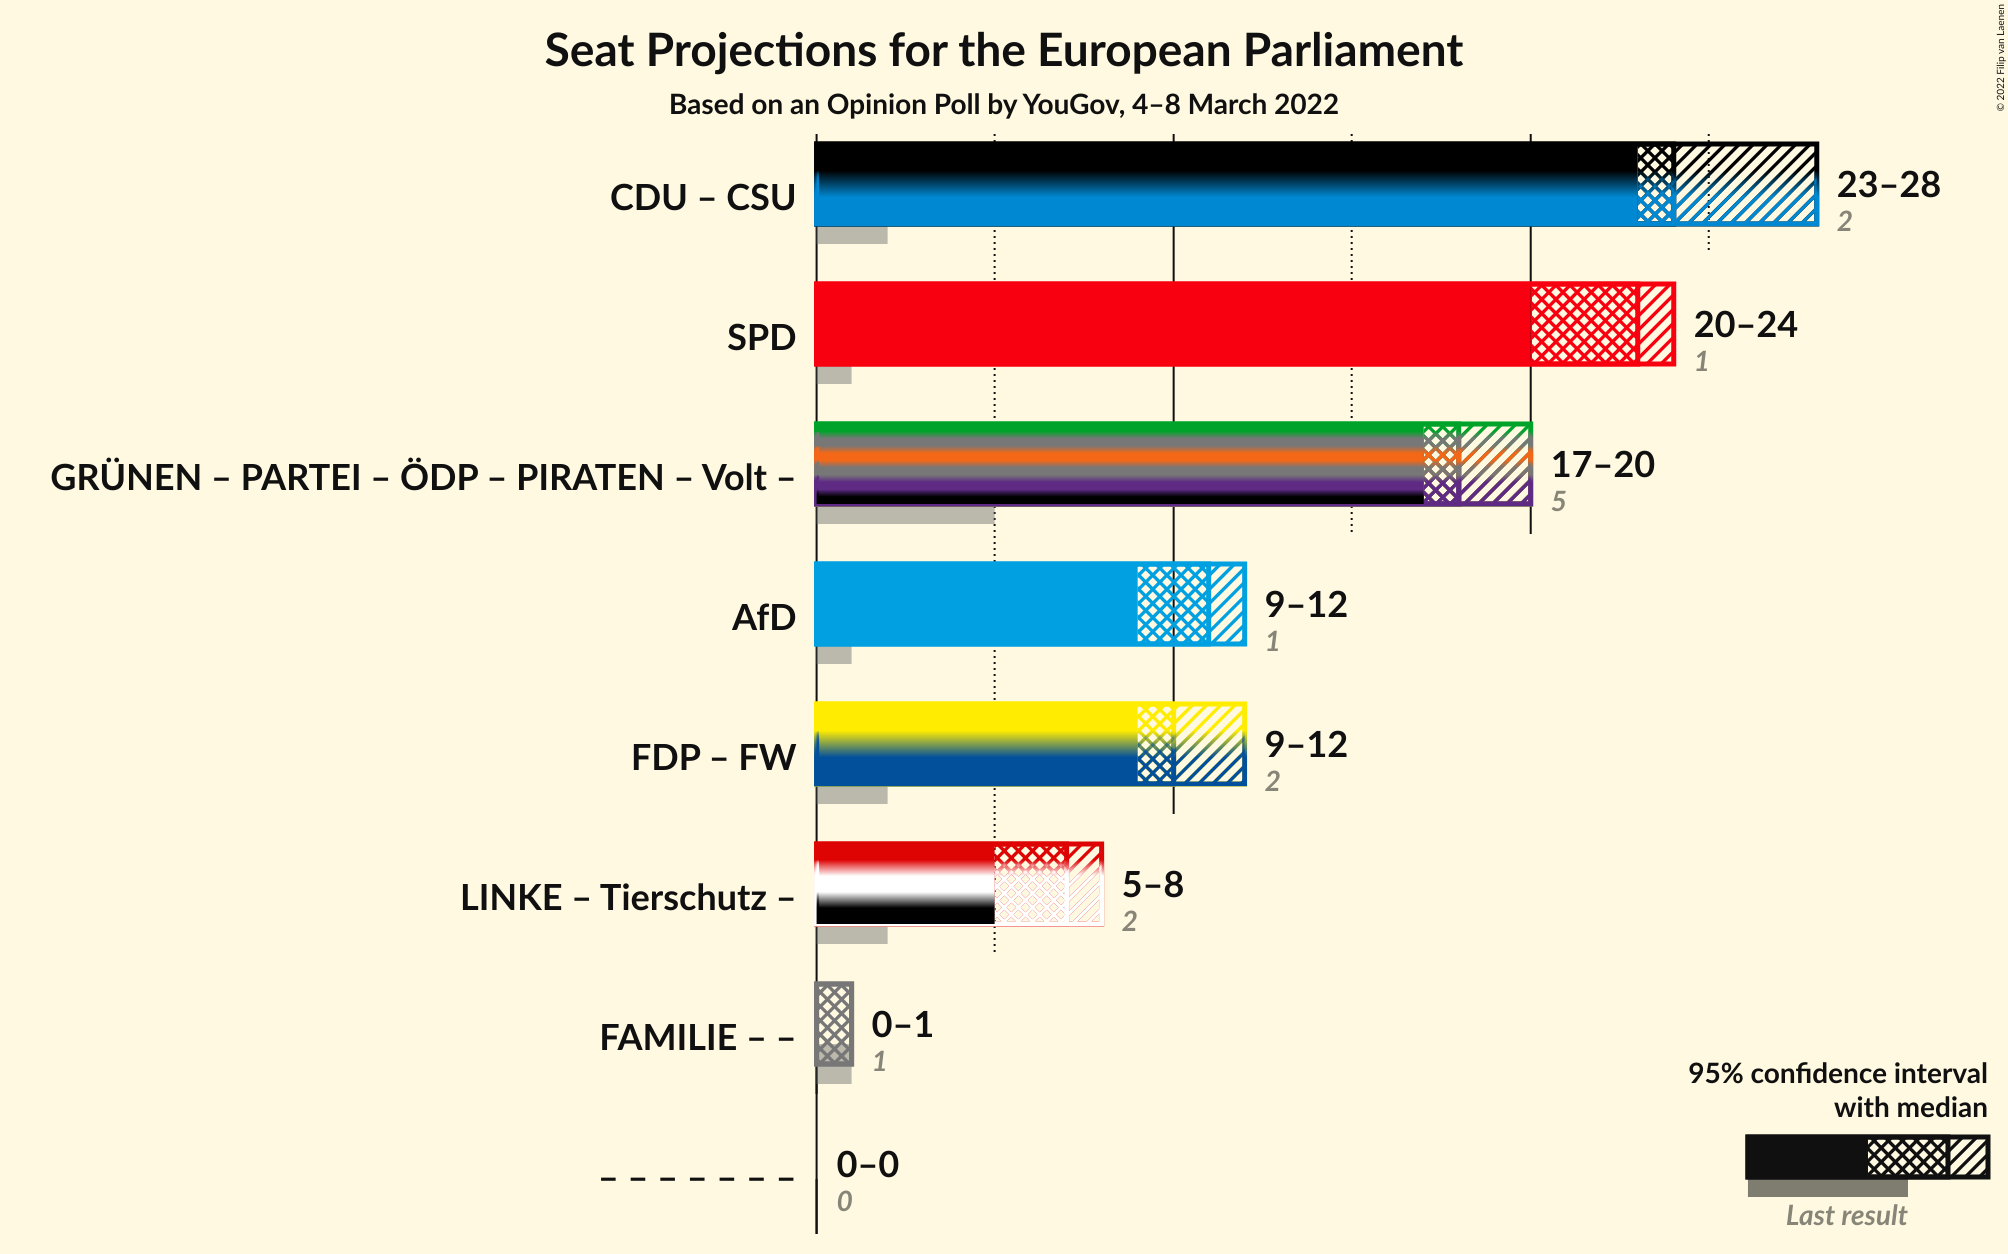 Seat Projections for the European Parliament
Based on an Opinion Poll by YouGov, 4–8 March 2022
© 2022 Filip van Laenen
CDU – CSU
23–28
2
SPD
20–24
1
GRÜNEN – PARTEI – ÖDP – PIRATEN – Volt –
17–20
5
AfD
9–12
1
FDP – FW
9–12
2
LINKE – Tierschutz –
5–8
2
FAMILIE – –
0–1
1
– – – – – – –
0–0
0
95% confidence interval
with median
Last result